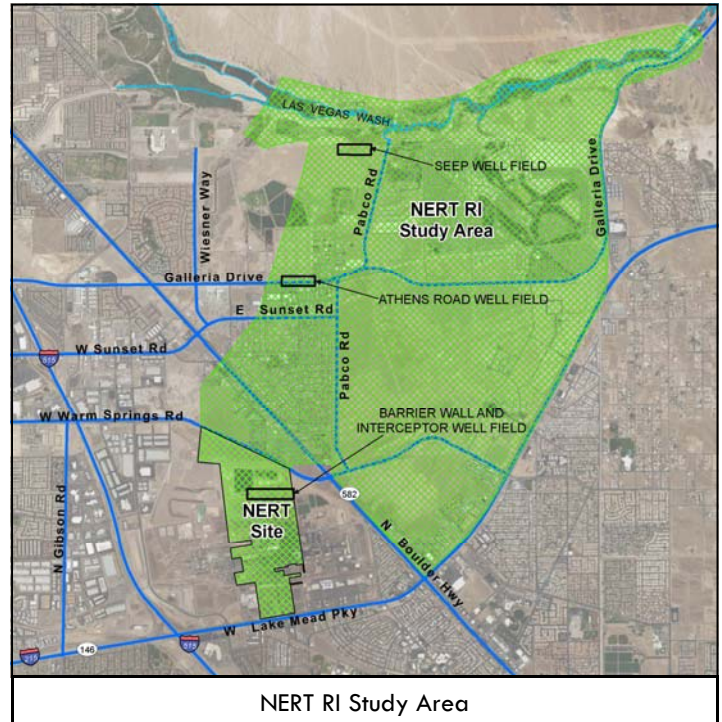 LAS VEGAS WASH
SEEP WELL FIELD
Wiesner Way
Pabco Rd
NERT RI
Study Area
Galleria Drive
Galleria Drive
ATHENS ROAD WELL FIELD
E Sunset Rd
Pabco Rd
W Sunset Rd
515
W Warm Springs Rd
BARRIER WALL AND
INTERCEPTOR WELL FIELD
N Gibson Rd
NERT
Site
582
N Boulder Hwy
W Lake Mead Pky
215
146
515
NERT RI Study Area